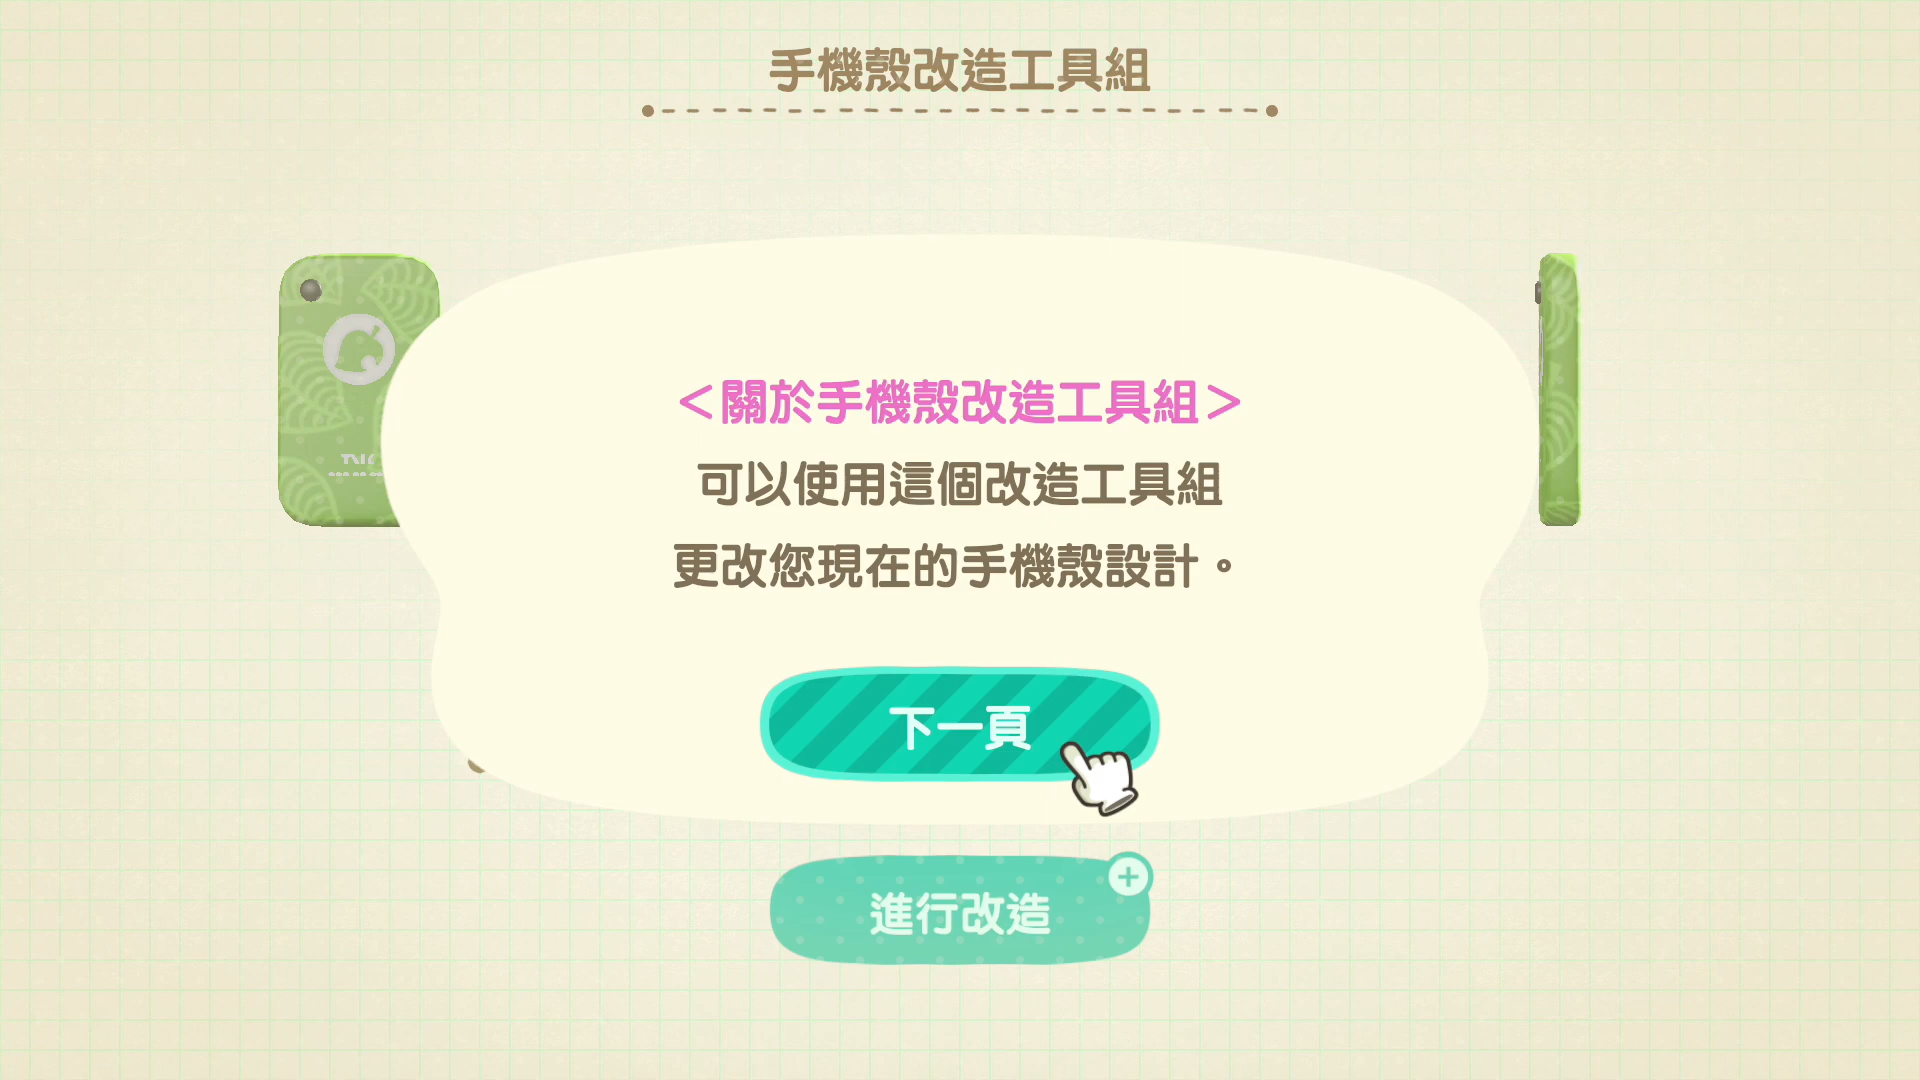 手機殼改造工具組
＜關於手機殼改造工具組＞
可以使用這個改造工具組
更改您現在的手機殼設計。
下一頁
進行改造